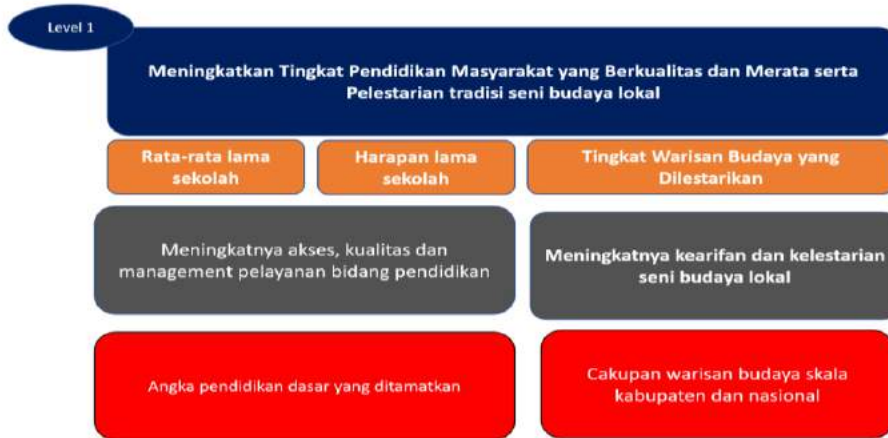 Level 1
Meningkatkan Tingkat Pendidikan Masyarakat yang Berkualitas dan Merata serta
Pelestarian tradisi seni budaya lokal
Rata-rata lama
sekolah
Harapan lama
sekolah
Tingkat Warisan Budaya yang
Dilestarikan
Meningkatnya akses, kualitas dan
management pelayanan bidang pendidikan
Meningkatnya kearifan dan kelestarian
seni budaya lokal
Angka pendidikan dasar yang ditamatkan
Cakupan warisan budaya skala
kabupaten dan nasional